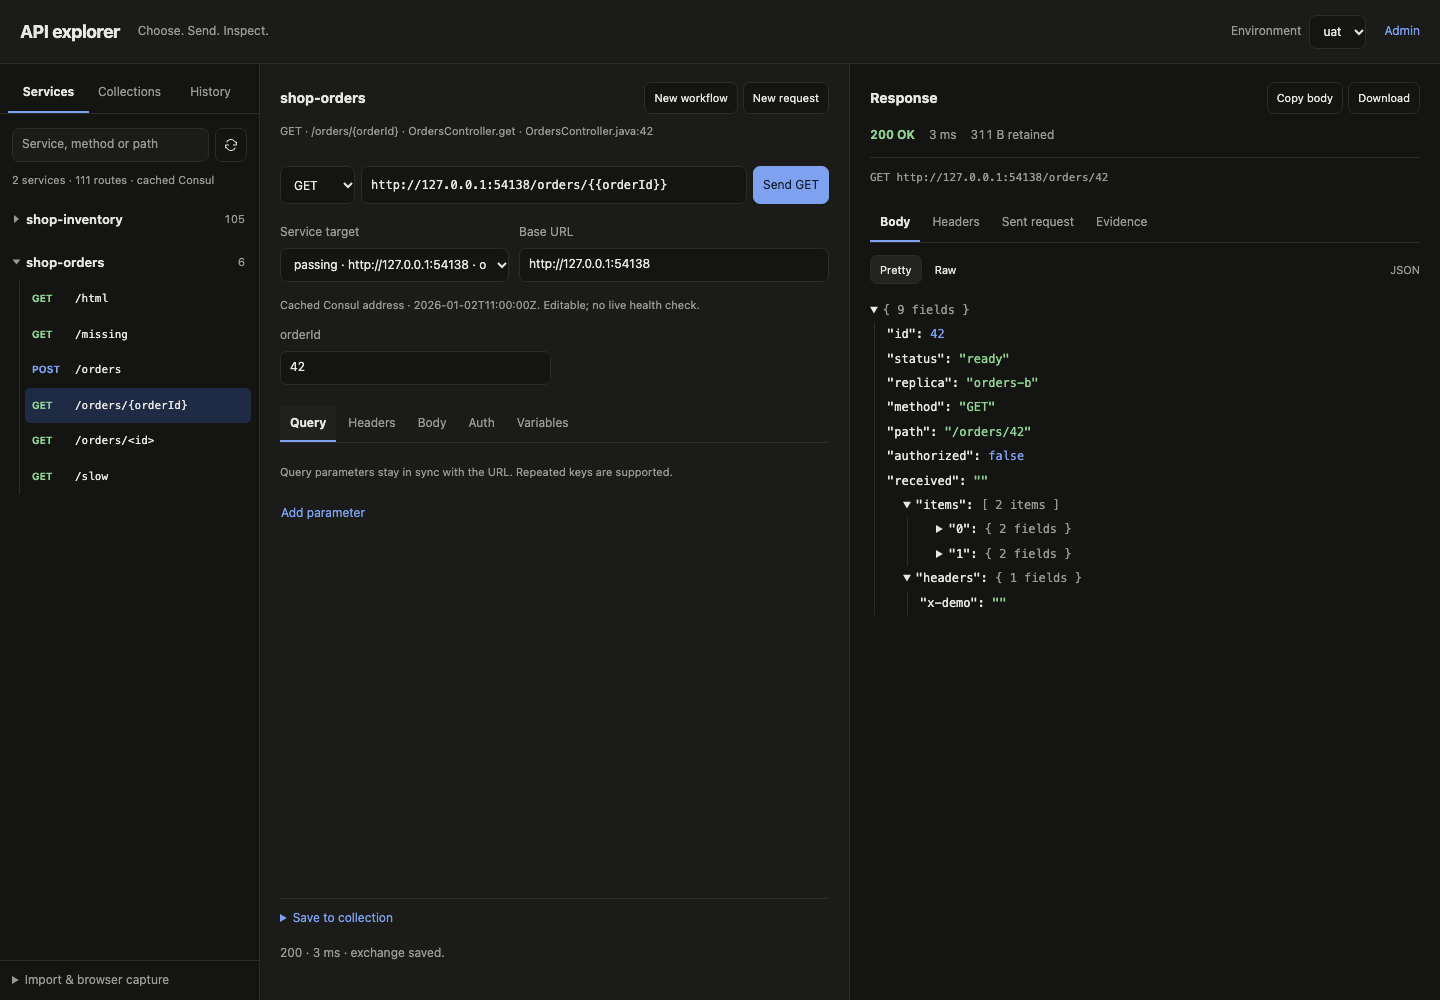 API explorer
Choose. Send. Inspect.
Environment
uat
Admin
Services
Collections
History
Service, method or path
2 services · 111 routes · cached Consul
shop-inventory
105
shop-orders
6
GET /html
GET /missing
POST /orders
GET /orders/{orderId}
GET /orders/<id>
GET /slow
Import & browser capture
shop-orders
New workflow
New request
GET · /orders/{orderId} · OrdersController.get · OrdersController.java:42
GET
http://127.0.0.1:54138/orders/{{orderId}}
Send GET
Service target
Base URL
passing · http://127.0.0.1:54138 · o
http://127.0.0.1:54138
Cached Consul address · 2026-01-02T11:00:00Z. Editable; no live health check.
orderId
42
Query
Headers
Body
Auth
Variables
Query parameters stay in sync with the URL. Repeated keys are supported.
Add parameter
Save to collection
200 · 3 ms · exchange saved.
Response
Copy body
Download
200 OK
3 ms
311 B retained
GET http://127.0.0.1:54138/orders/42
Body
Headers
Sent request
Evidence
Pretty
Raw
JSON
{ 9 fields }
"id": 42
"status": "ready"
"replica": "orders-b"
"method": "GET"
"path": "/orders/42"
"authorized": false
"received": ""
"items": [ 2 items ]
"0": { 2 fields }
"1": { 2 fields }
"headers": { 1 fields }
"x-demo": ""